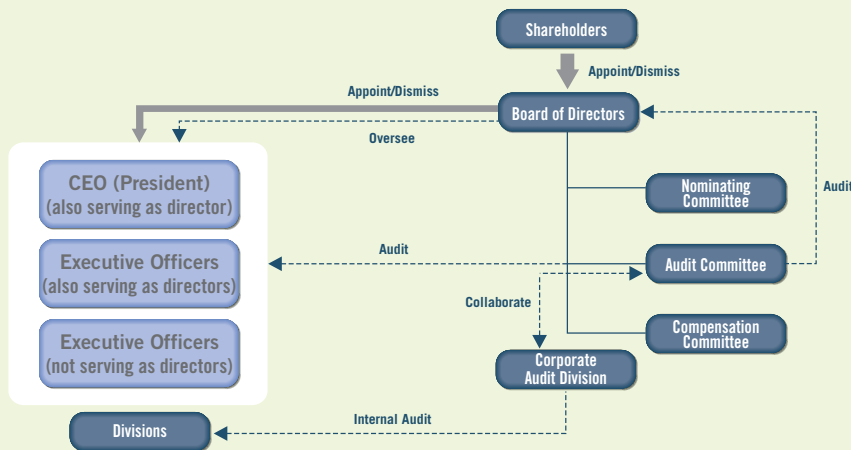 Shareholders
Appoint/Dismiss
Appoint/Dismiss
Board of Directors
Oversee
CEO (President)
(also serving as director)
Nominating
Committee
Audit
Executive Officers
(also serving as directors)
Audit
Audit Committee
Collaborate
Executive Officers
(not serving as directors)
Compensation
Committee
Corporate
Audit Division
Divisions
Internal Audit